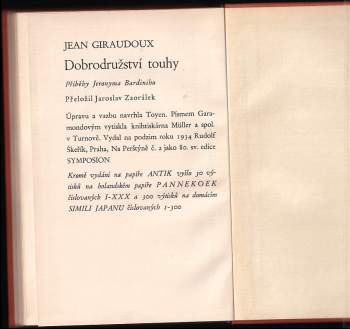 JEAN GIRAUDOUX
Dobrodružství touhy
Příběhy Jeronyma Bardiniho
Přeložil Jaroslav Zaorálek
Úpravu a vazbu navrhla Toyen. Písmem Gara-
mondovým vytiskla knihtiskárna Müller a spol.
v Turnově. Vydal na podzim roku 1934 Rudolf
Škeřík, Praha, Na Perštýně č. 2 jako 80. sv. edice
SYMPOSION
Kromě vydání na papíře ANTIK vyšlo 30 vý-
tisků na holandském papíře PANNEKOEK
číslovaných I-XXX a 300 výtisků na domácím
SIMILI JAPANU číslovaných 1-300